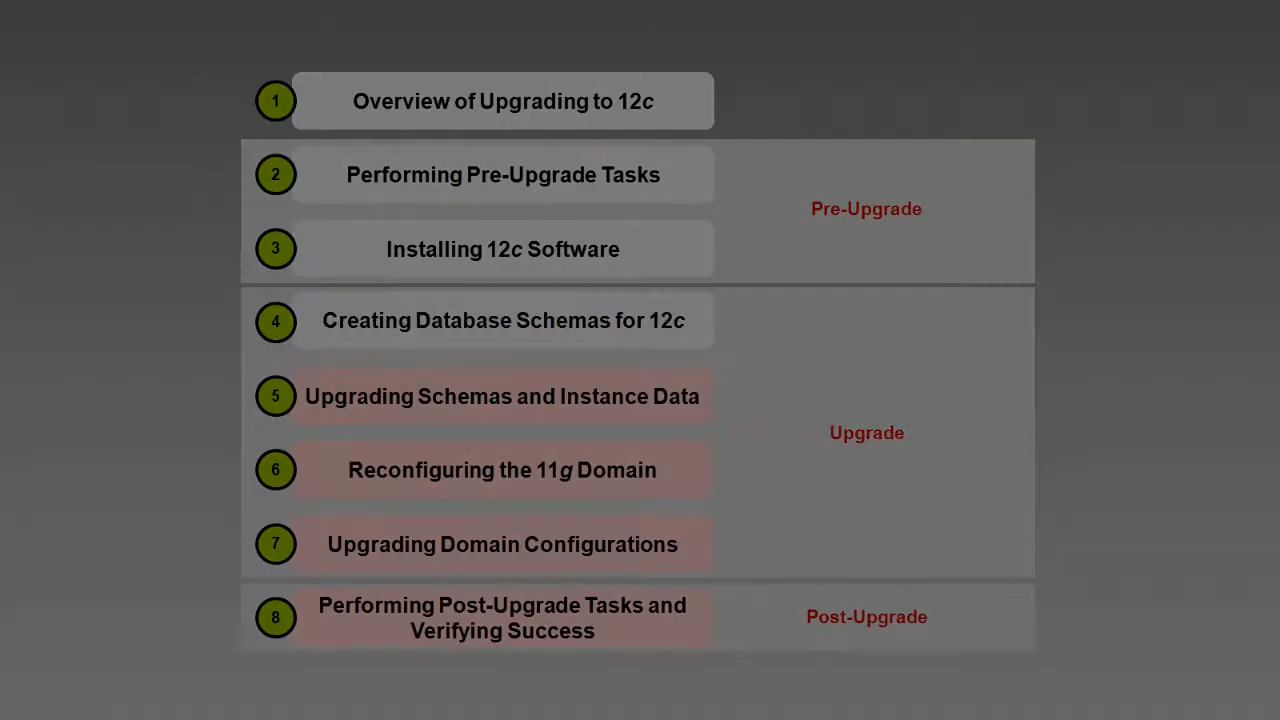 1 Overview of Upgrading to 12c
2 Performing Pre-Upgrade Tasks
Pre-Upgrade
3 Installing 12c Software
4 Creating Database Schemas for 12c
5 Upgrading Schemas and Instance Data
Upgrade
6 Reconfiguring the 11g Domain
7 Upgrading Domain Configurations
8 Performing Post-Upgrade Tasks and
Verifying Success
Post-Upgrade